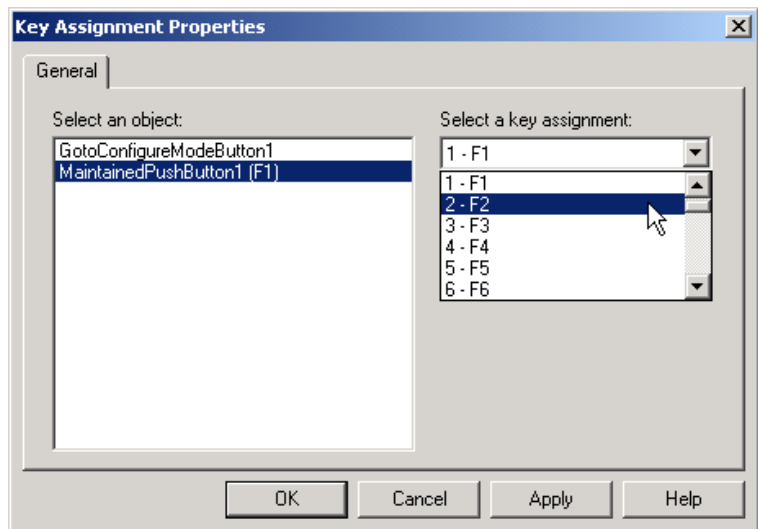 Key Assignment Properties
General
Select an object:
GotoConfigureModeButton1
MaintainedPushButton1 (F1)
Select a key assignment:
1 - F1
1 - F1
2 - F2
3 - F3
4 - F4
5 - F5
6 - F6
OK
Cancel
Apply
Help